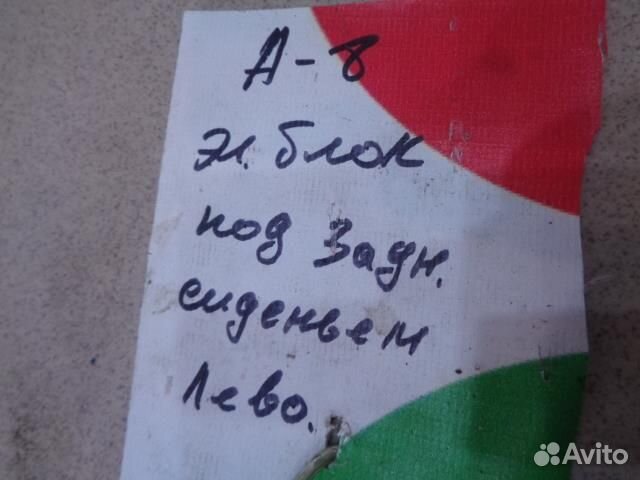 А-8
эл. блок
под Задн.
сиденьем
Лево.
Avito